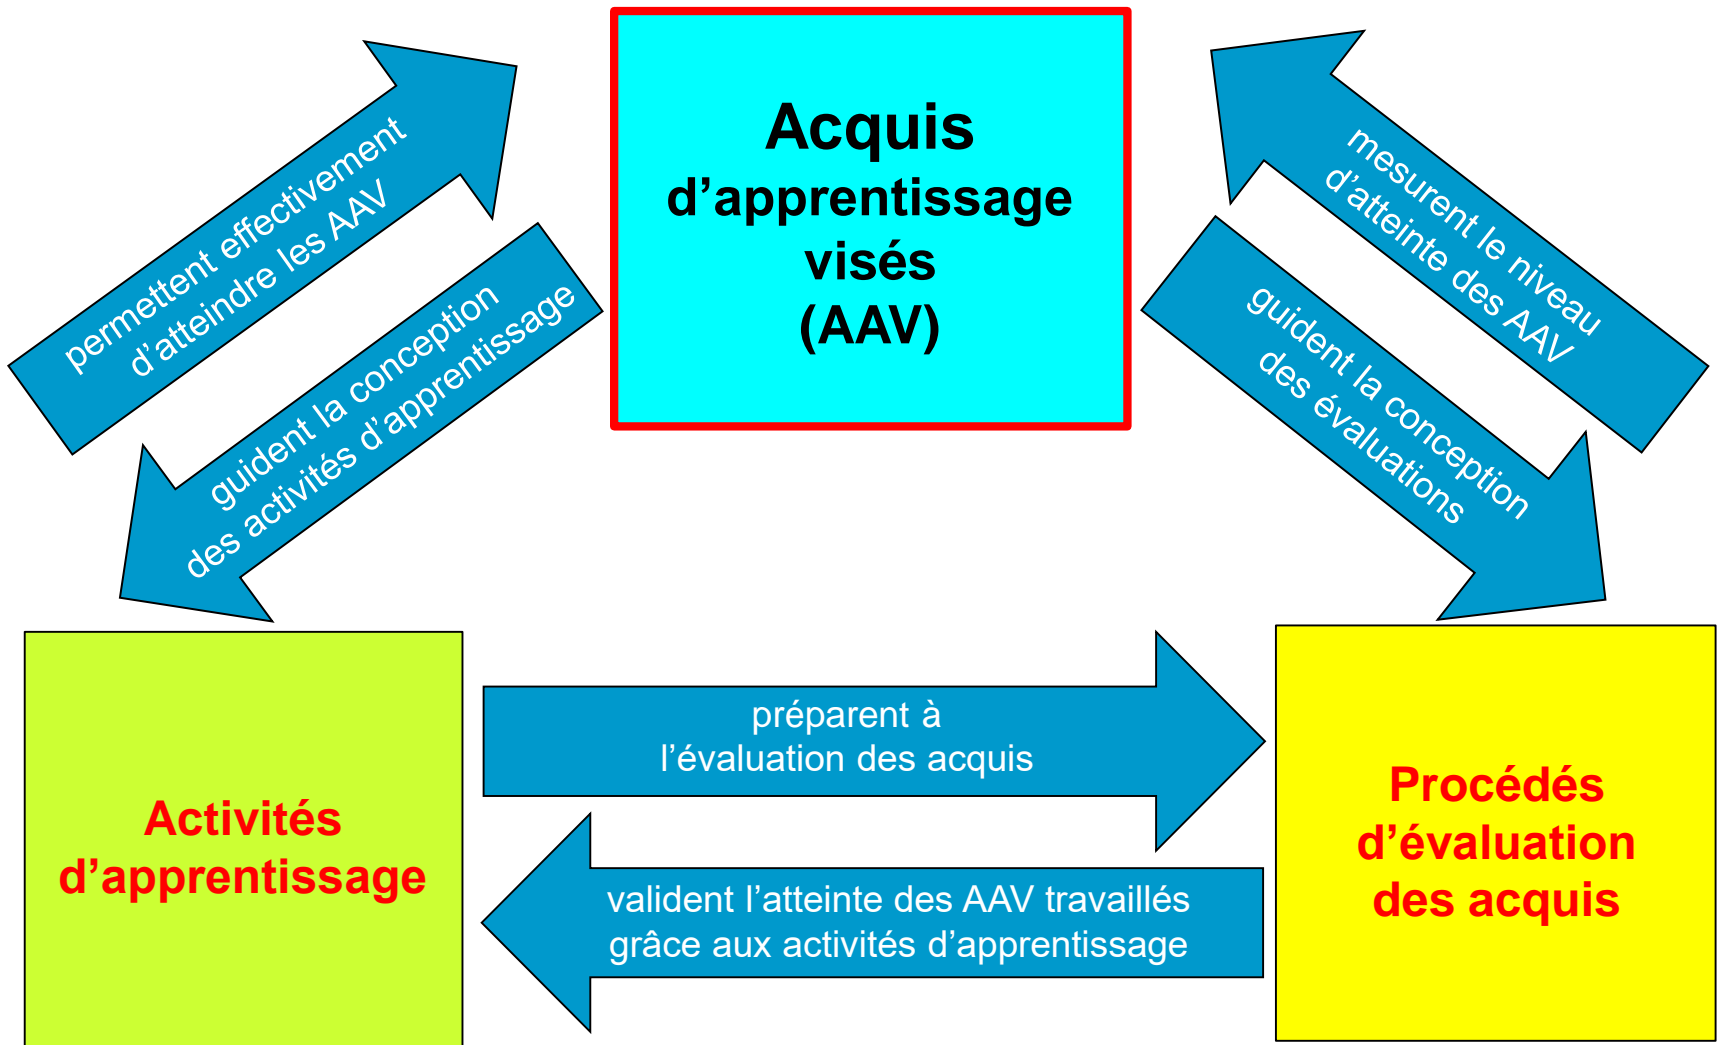 Acquis
d’apprentissage
visés
(AAV)
permettent effectivement
d’atteindre les AAV
guident la conception
des activités d’apprentissage
mesurent le niveau
d’atteinte des AAV
guident la conception
des évaluations
Activités
d’apprentissage
préparent à
l’évaluation des acquis
valident l’atteinte des AAV travaillés
grâce aux activités d’apprentissage
Procédés
d’évaluation
des acquis